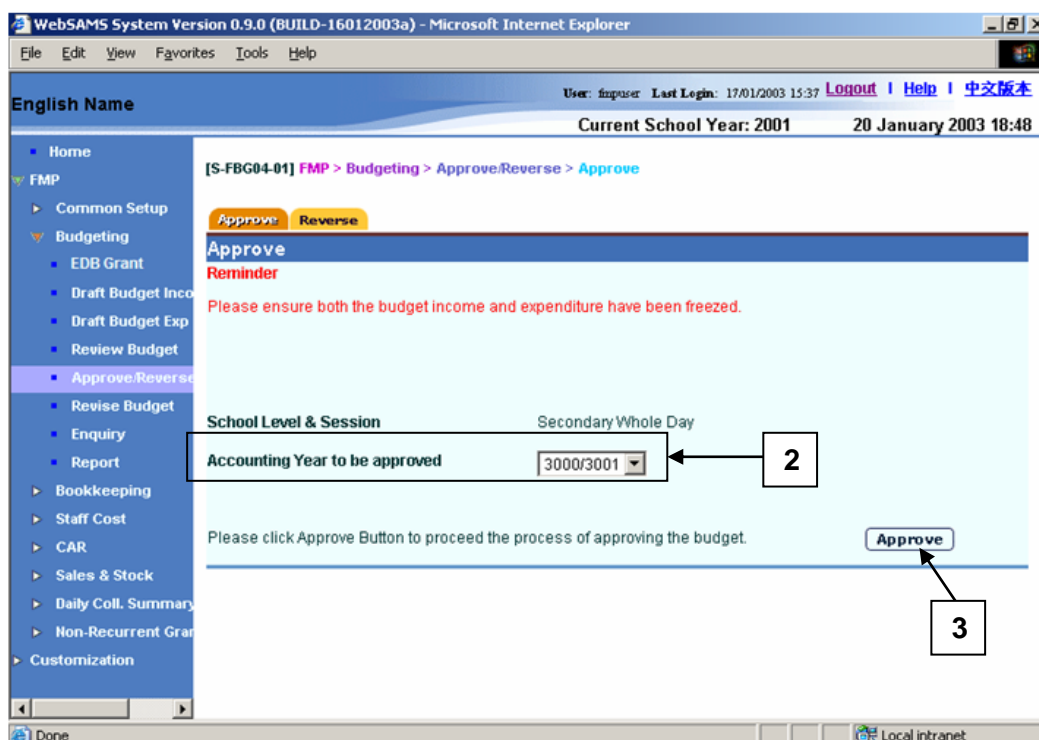 WebSAMS System Version 0.9.0 (BUILD-16012003a) - Microsoft Internet Explorer
File Edit View Favorites Tools Help
User: fmpuser Last Login: 17/01/2003 15:37 Logout | Help | 中文版本
English Name
Current School Year: 2001 20 January 2003 18:48
Home
FMP
Common Setup
Budgeting
EDB Grant
Draft Budget Inco
Draft Budget Exp
Review Budget
Approve/Reverse
Revise Budget
Enquiry
Report
Bookkeeping
Staff Cost
CAR
Sales & Stock
Daily Coll. Summary
Non-Recurrent Gran
Customization
[S-FBG04-01] FMP > Budgeting > Approve/Reverse > Approve
Approve Reverse
Approve
Reminder
Please ensure both the budget income and expenditure have been freezed.
School Level & Session Secondary Whole Day
Accounting Year to be approved 3000/3001
2
Please click Approve Button to proceed the process of approving the budget. Approve
3
Done Local intranet